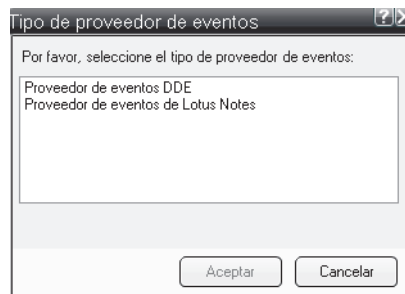 Tipo de proveedor de eventos
Por favor, seleccione el tipo de proveedor de eventos:
Proveedor de eventos DDE
Proveedor de eventos de Lotus Notes
Aceptar Cancelar